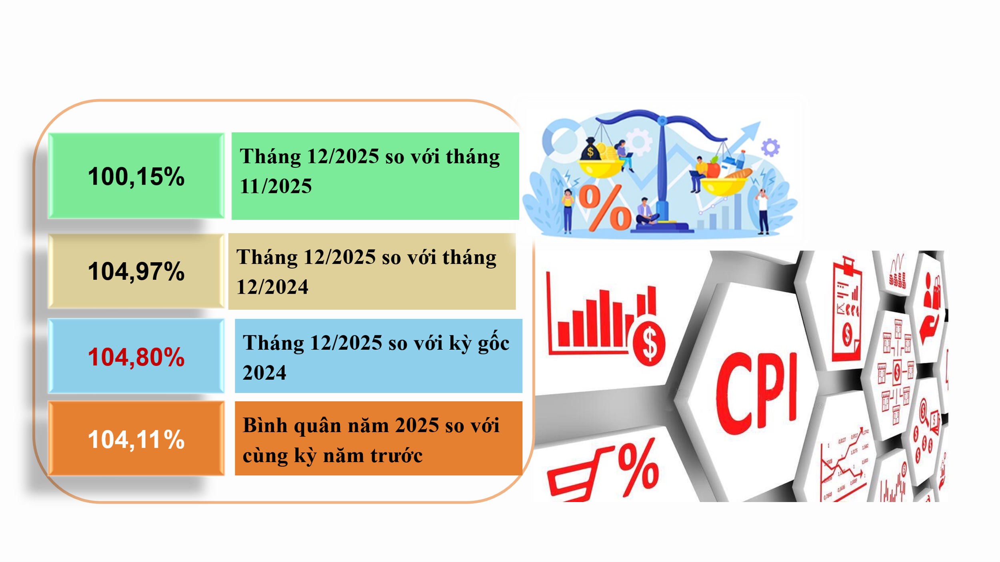 100,15%
Tháng 12/2025 so với tháng
11/2025
104,97%
Tháng 12/2025 so với tháng
12/2024
104,80%
Tháng 12/2025 so với kỳ gốc
2024
104,11%
Bình quân năm 2025 so với
cùng kỳ năm trước
$
%
$
CPI
%